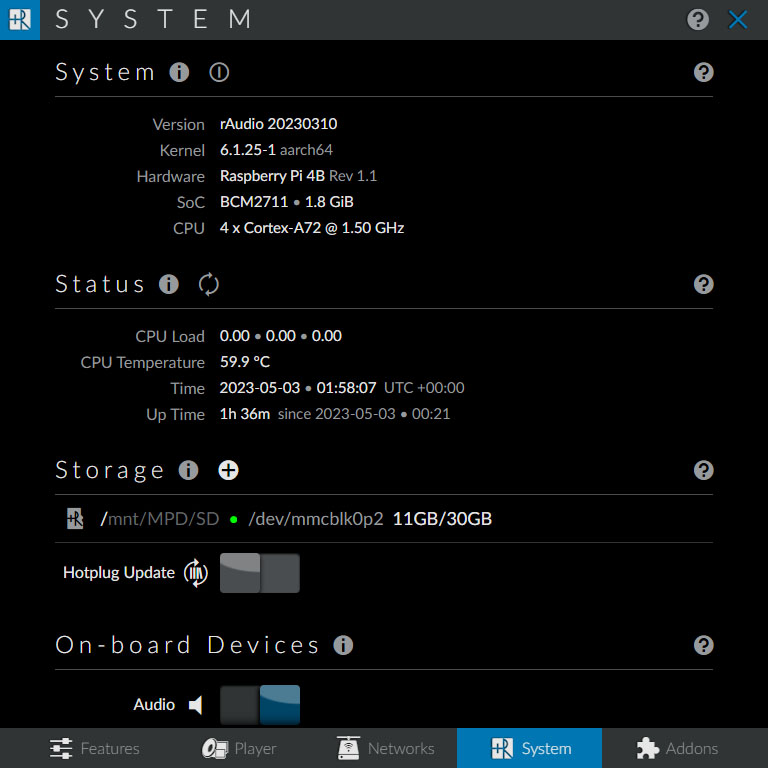 SYSTEM
System
Version rAudio 20230310
Kernel 6.1.25-1 aarch64
Hardware Raspberry Pi 4B Rev 1.1
SoC BCM2711 • 1.8 GiB
CPU 4 x Cortex-A72 @ 1.50 GHz
Status
CPU Load 0.00 • 0.00 • 0.00
CPU Temperature 59.9 °C
Time 2023-05-03 • 01:58:07 UTC +00:00
Up Time 1h 36m since 2023-05-03 • 00:21
Storage
/mnt/MPD/SD • /dev/mmcblk0p2 11GB/30GB
Hotplug Update
On-board Devices
Audio
Features Player Networks System Addons